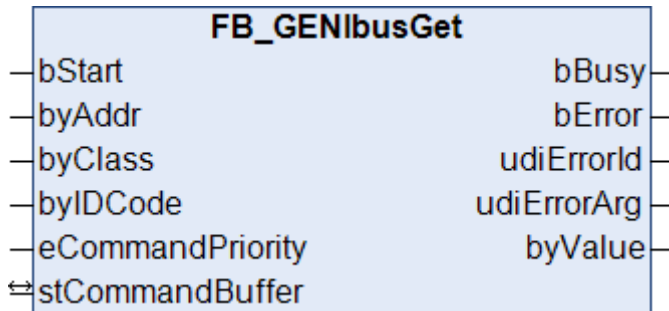 FB_GENIbusGet
bStart bBusy
byAddr bError
byClass udiErrorId
byIDCode udiErrorArg
eCommandPriority byValue
stCommandBuffer